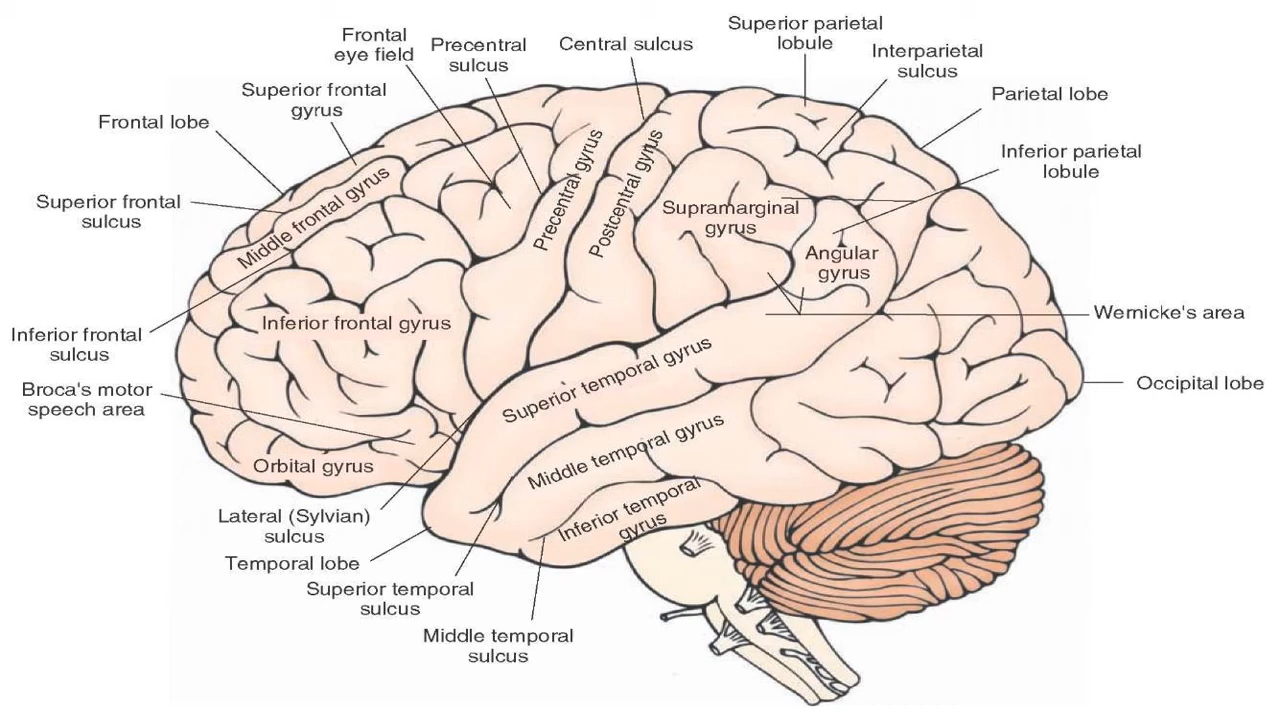 Superior parietal
lobule
Frontal
eye field
Precentral
sulcus
Central sulcus
Interparietal
sulcus
Superior frontal
gyrus
Parietal lobe
Frontal lobe
Inferior parietal
lobule
Superior frontal
sulcus
Middle frontal gyrus
Precentral gyrus
Postcentral gyrus
Supramarginal
gyrus
Angular
gyrus
Inferior frontal
sulcus
Inferior frontal gyrus
Wernicke's area
Broca's motor
speech area
Superior temporal gyrus
Occipital lobe
Orbital gyrus
Middle temporal gyrus
Inferior temporal
gyrus
Lateral (Sylvian)
sulcus
Temporal lobe
Superior temporal
sulcus
Middle temporal
sulcus